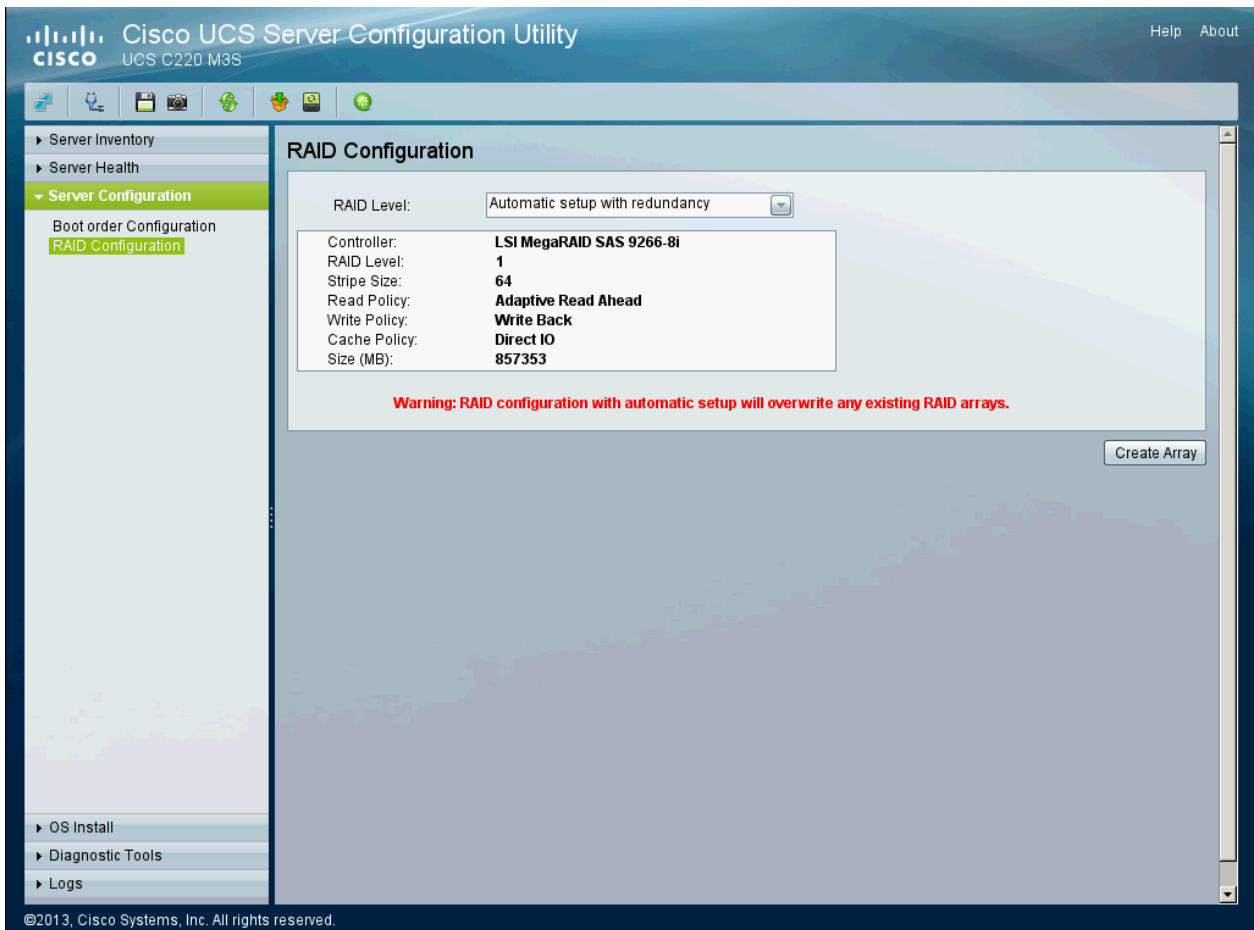 Cisco UCS Server Configuration Utility
CISCO
UCS C220 M3S
Help About
Server Inventory
Server Health
Server Configuration
Boot order Configuration
RAID Configuration
OS Install
Diagnostic Tools
Logs
RAID Configuration
RAID Level: Automatic setup with redundancy
Controller: LSI MegaRAID SAS 9266-8i
RAID Level: 1
Stripe Size: 64
Read Policy: Adaptive Read Ahead
Write Policy: Write Back
Cache Policy: Direct IO
Size (MB): 857353
Warning: RAID configuration with automatic setup will overwrite any existing RAID arrays.
Create Array
©2013, Cisco Systems, Inc. All rights reserved.